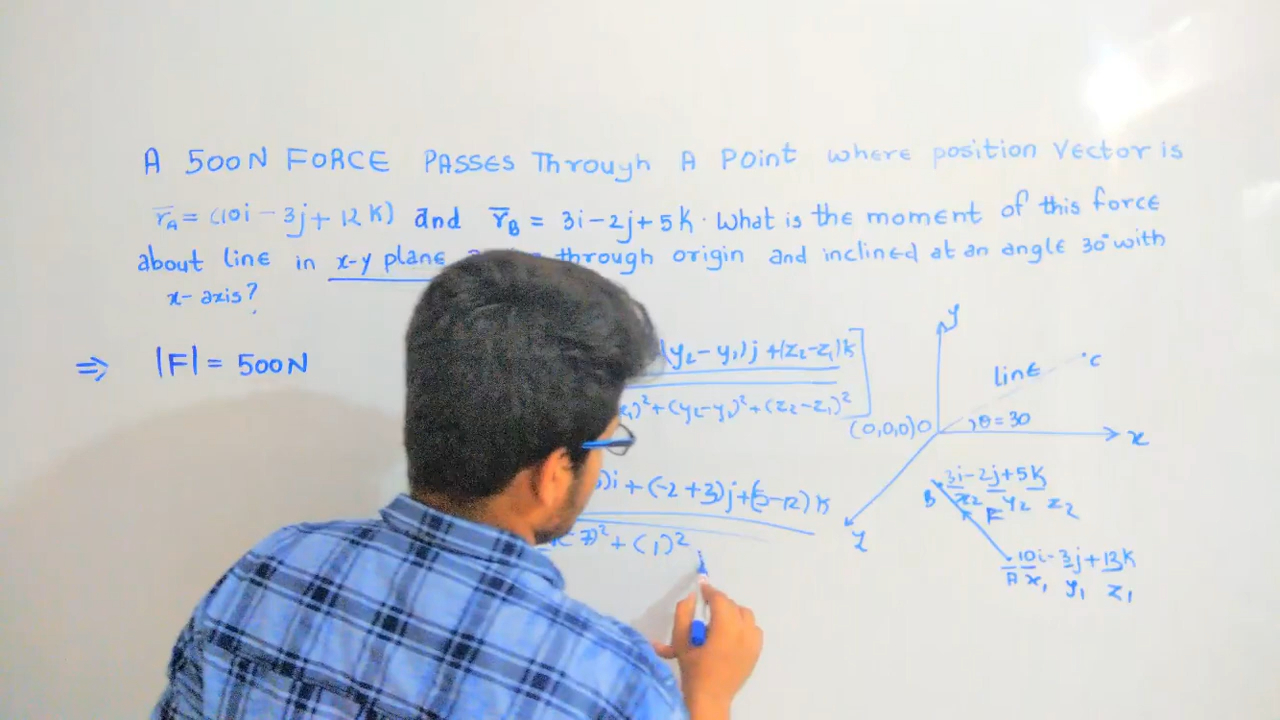 A 500N FORCE PASSES Through A Point where position Vector is
r̅A = (10i - 3j + 12k) and r̅B = 3i - 2j + 5k. What is the moment of this force
about line in x-y plane through origin and inclined at an angle 30° with
x-axis?
⇒ |F| = 500N
(y₂-y₁)j + (z₂-z₁)k]
)² + (y₂-y₁)² + (z₂-z₁)²
)i + (-2+3)j + (5-12)k
(-7)² + (1)²
y
line
C
(0,0,0) O
θ = 30
x
z
3i - 2j + 5k
B
x₂ y₂ z₂
F
10i - 3j + 12k
A x₁ y₁ z₁